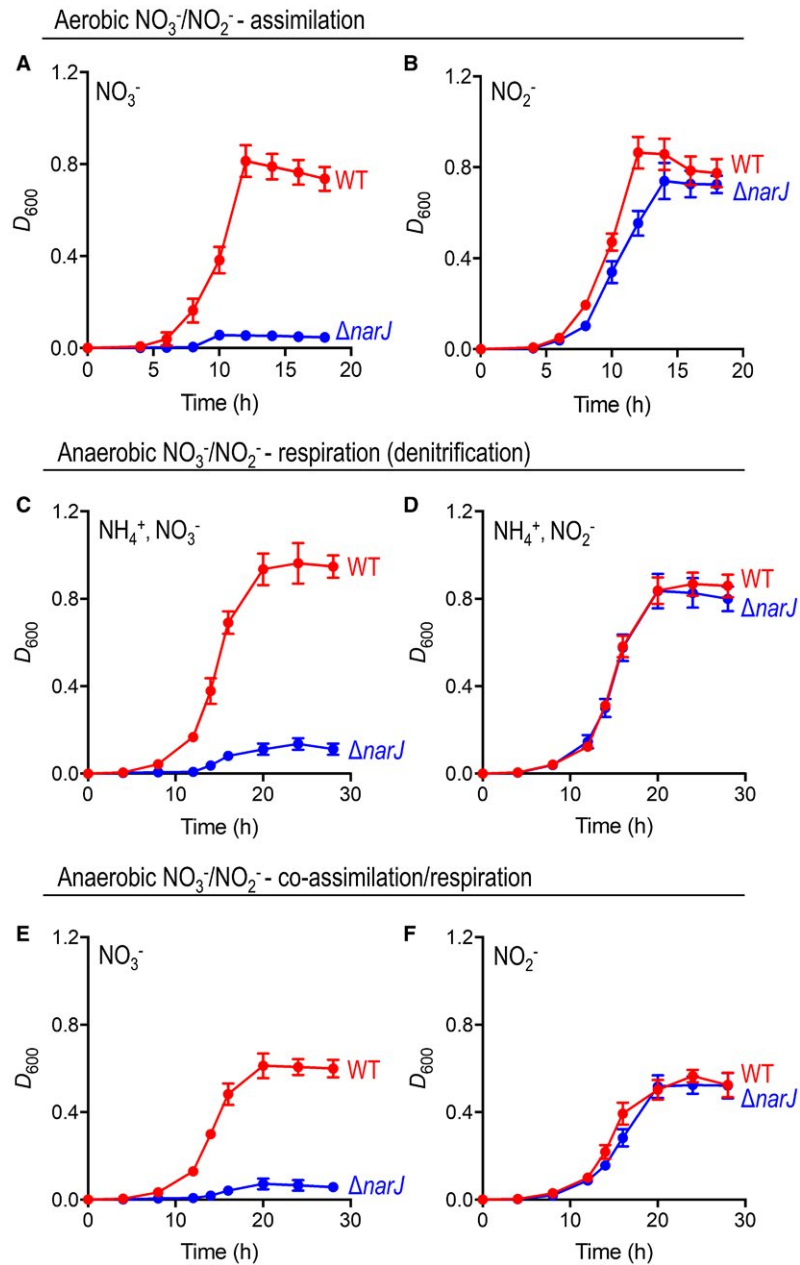 Aerobic NO₃⁻/NO₂⁻ - assimilation
A
NO₃⁻
1.2
0.8
0.4
0.0
D₆₀₀
0 5 10 15 20
Time (h)
WT
ΔnarJ
B
NO₂⁻
1.2
0.8
0.4
0.0
D₆₀₀
0 5 10 15 20
Time (h)
WT
ΔnarJ
Anaerobic NO₃⁻/NO₂⁻ - respiration (denitrification)
C
NH₄⁺, NO₃⁻
1.2
0.8
0.4
0.0
D₆₀₀
0 10 20 30
Time (h)
WT
ΔnarJ
D
NH₄⁺, NO₂⁻
1.2
0.8
0.4
0.0
D₆₀₀
0 10 20 30
Time (h)
WT
ΔnarJ
Anaerobic NO₃⁻/NO₂⁻ - co-assimilation/respiration
E
NO₃⁻
1.2
0.8
0.4
0.0
D₆₀₀
0 10 20 30
Time (h)
WT
ΔnarJ
F
NO₂⁻
1.2
0.8
0.4
0.0
D₆₀₀
0 10 20 30
Time (h)
WT
ΔnarJ